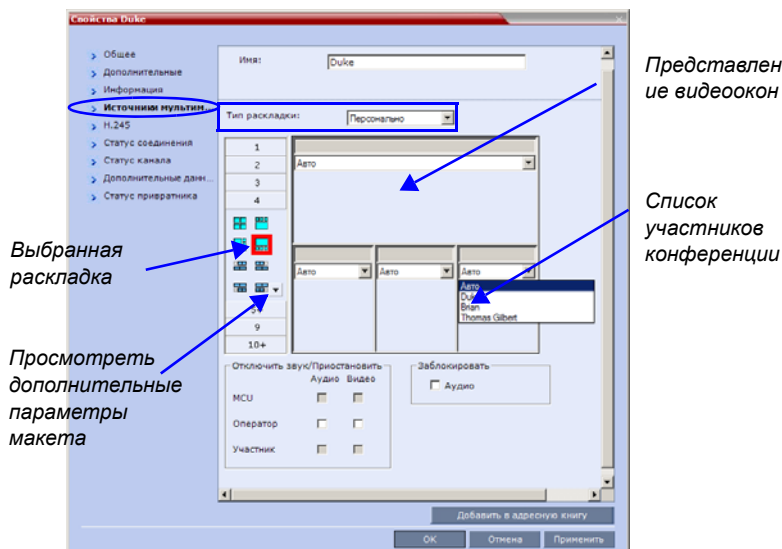 Свойства Duke
Общее
Дополнительные
Информация
Источники мультим...
H.245
Статус соединения
Статус канала
Дополнительные данн...
Статус привратника
Имя:
Duke
Тип раскладки:
Персонально
1
2
3
4
9
10+
Авто
Авто
Авто
Авто
Авто
Brian
Thomas Gilbert
Отключить звук/Приостановить
Аудио Видео
MCU
Оператор
Участник
Заблокировать
Аудио
Добавить в адресную книгу
OK
Отмена
Применить
Представлен
ие видеоокон
Список
участников
конференции
Выбранная
раскладка
Просмотреть
дополнительные
параметры
макета